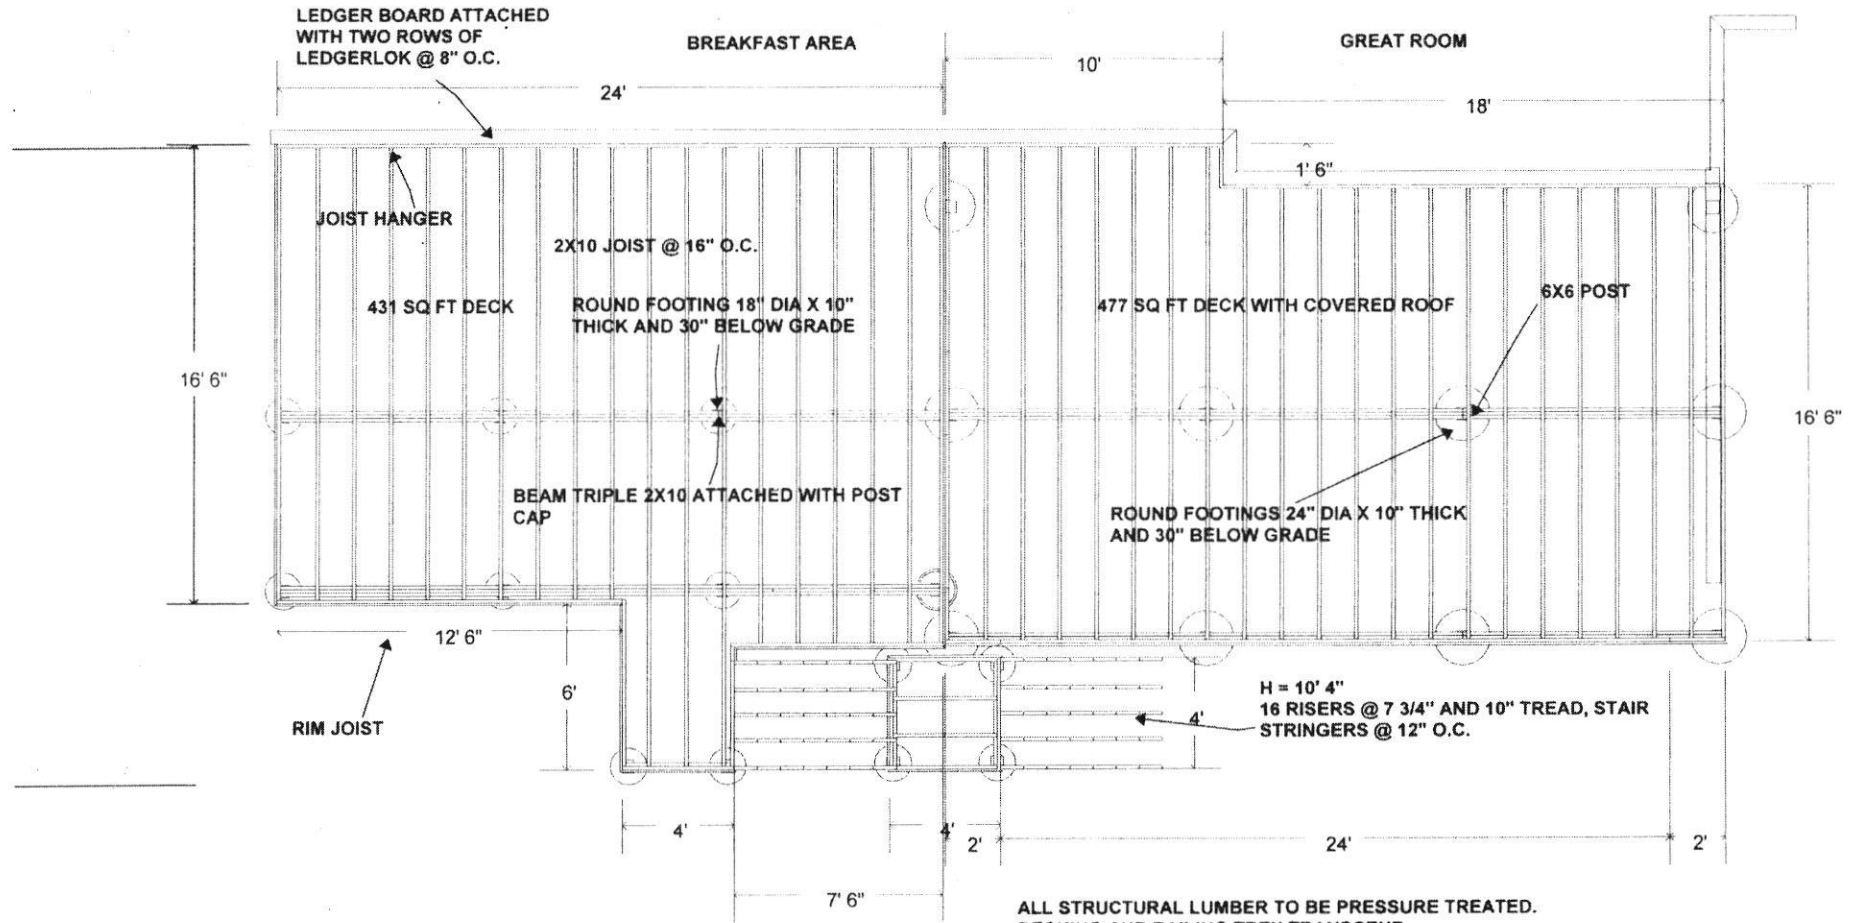 LEDGER BOARD ATTACHED
WITH TWO ROWS OF
LEDGERLOK @ 8" O.C.
BREAKFAST AREA
GREAT ROOM
10'
24'
18'
1' 6"
JOIST HANGER
2X10 JOIST @ 16" O.C.
431 SQ FT DECK
ROUND FOOTING 18" DIA X 10"
THICK AND 30" BELOW GRADE
477 SQ FT DECK WITH COVERED ROOF
6X6 POST
16' 6"
16' 6"
BEAM TRIPLE 2X10 ATTACHED WITH POST
CAP
ROUND FOOTINGS 24" DIA X 10" THICK
AND 30" BELOW GRADE
12' 6"
6'
RIM JOIST
H = 10' 4"
16 RISERS @ 7 3/4" AND 10" TREAD, STAIR
STRINGERS @ 12" O.C.
4'
4'
4'
2'
24'
2'
7' 6"
ALL STRUCTURAL LUMBER TO BE PRESSURE TREATED.